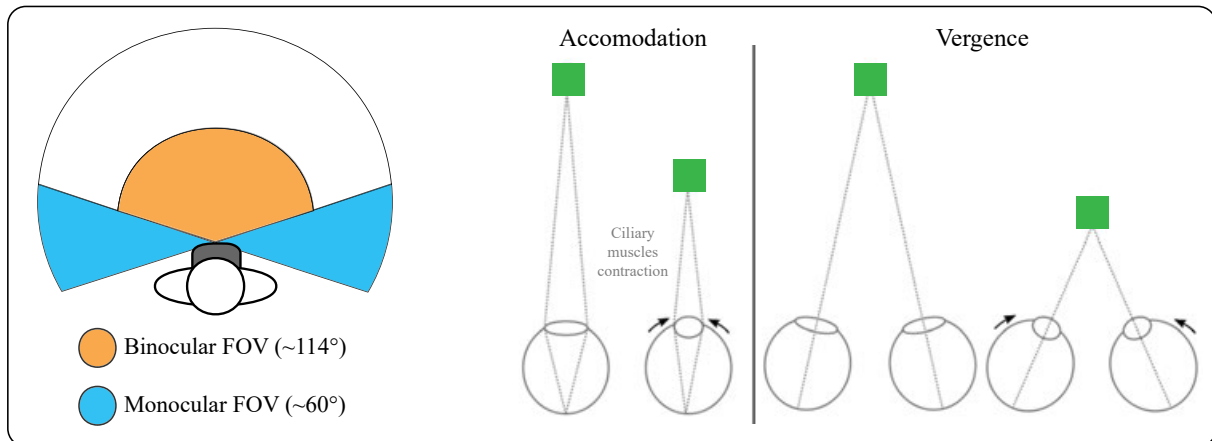 Accomodation
Vergence
Ciliary
muscles
contraction
Binocular FOV (~114°)
Monocular FOV (~60°)